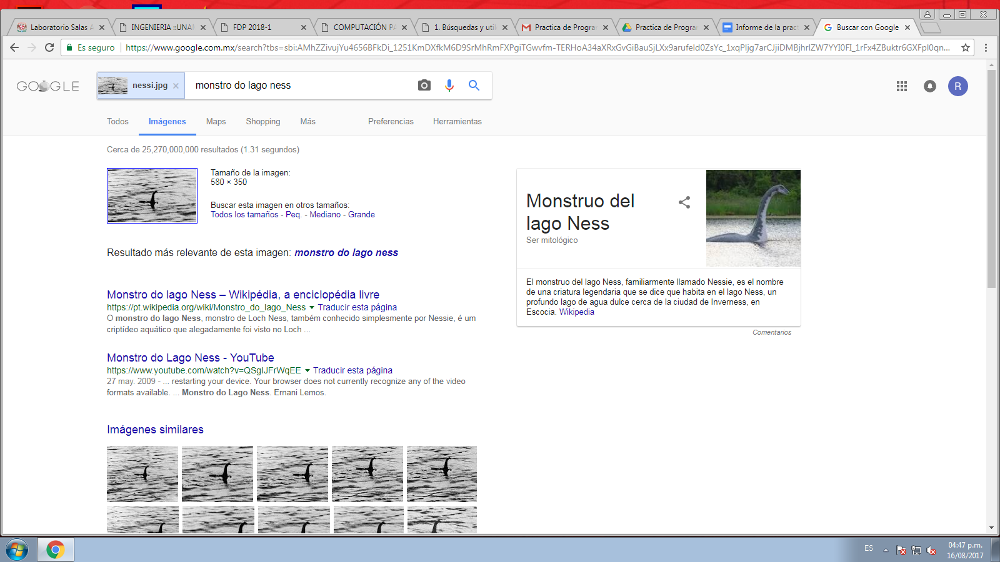 Laboratorio Salas A
INGENIERIA ::UNAM
FDP 2018-1
COMPUTACIÓN PA
1. Búsquedas y util
Practica de Progra
Practica de Progra
Informe de la pract
Buscar con Google
Es seguro
https://www.google.com.mx/search?tbs=sbi:AMhZZivujYu4656BFkDi_1251KmDXfkM6D9SrMhRmFXPgiTGwvfm-TERHoA34aXRxGvGiBauSjLXx9arufeld0ZsYc_1xqPljg7arCJjiDMBjhrlZW7YYI0FI_1rFx4ZBuktr6GXFpl0qn...
GOOGLE
nessi.jpg
monstro do lago ness
R
Todos
Imágenes
Maps
Shopping
Más
Preferencias
Herramientas
Cerca de 25,270,000,000 resultados (1.31 segundos)
Tamaño de la imagen:
580 × 350
Buscar esta imagen en otros tamaños:
Todos los tamaños - Peq. - Mediano - Grande
Resultado más relevante de esta imagen: monstro do lago ness
Monstro do lago Ness – Wikipédia, a enciclopédia livre
https://pt.wikipedia.org/wiki/Monstro_do_lago_Ness Traducir esta página
O monstro do lago Ness, monstro de Loch Ness, também conhecido simplesmente por Nessie, é um
criptídeo aquático que alegadamente foi visto no Loch ...
Monstro do Lago Ness - YouTube
https://www.youtube.com/watch?v=QSgIJFrWqEE Traducir esta página
27 may. 2009 - ... restarting your device. Your browser does not currently recognize any of the video
formats available. ... Monstro do Lago Ness. Ernani Lemos.
Imágenes similares
Monstruo del
lago Ness
Ser mitológico
El monstruo del lago Ness, familiarmente llamado Nessie, es el nombre
de una criatura legendaria que se dice que habita en el lago Ness, un
profundo lago de agua dulce cerca de la ciudad de Inverness, en
Escocia. Wikipedia
Comentarios
ES
04:47 p.m.
16/08/2017